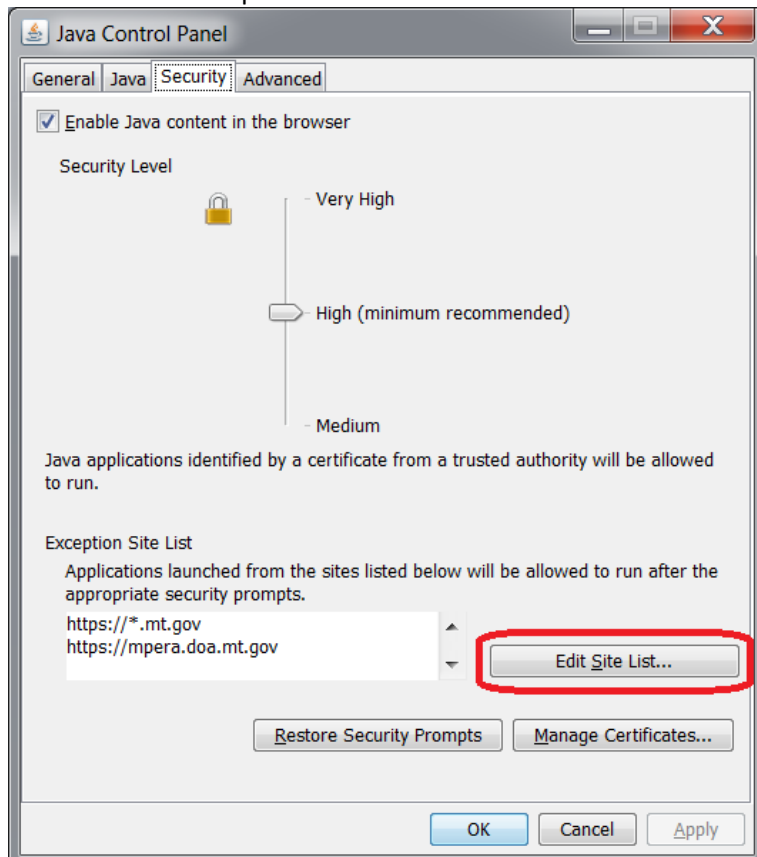 Java Control Panel
General Java Security Advanced
Enable Java content in the browser
Security Level
Very High
High (minimum recommended)
Medium
Java applications identified by a certificate from a trusted authority will be allowed
to run.
Exception Site List
Applications launched from the sites listed below will be allowed to run after the
appropriate security prompts.
https://*.mt.gov
https://mpera.doa.mt.gov
Edit Site List...
Restore Security Prompts Manage Certificates...
OK Cancel Apply